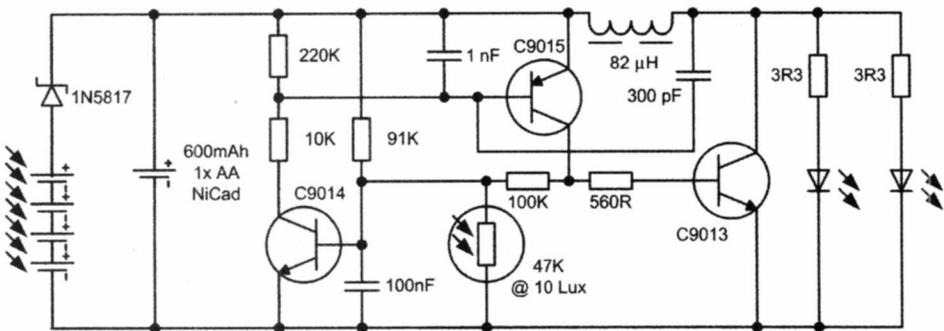 220K
1 nF
C9015
82 µH
3R3
3R3
1N5817
300 pF
10K
91K
600mAh
1x AA
NiCad
C9014
100K
560R
C9013
47K
@ 10 Lux
100nF
+
-
+
-
+
-
+
-
+
-